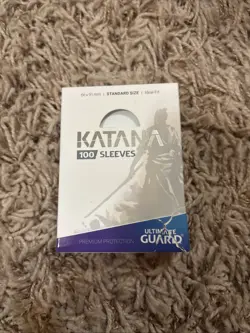 STANDARD SIZE
KATANA
100 SLEEVES
ULTIMATE
GUARD
PREMIUM PROTECTION